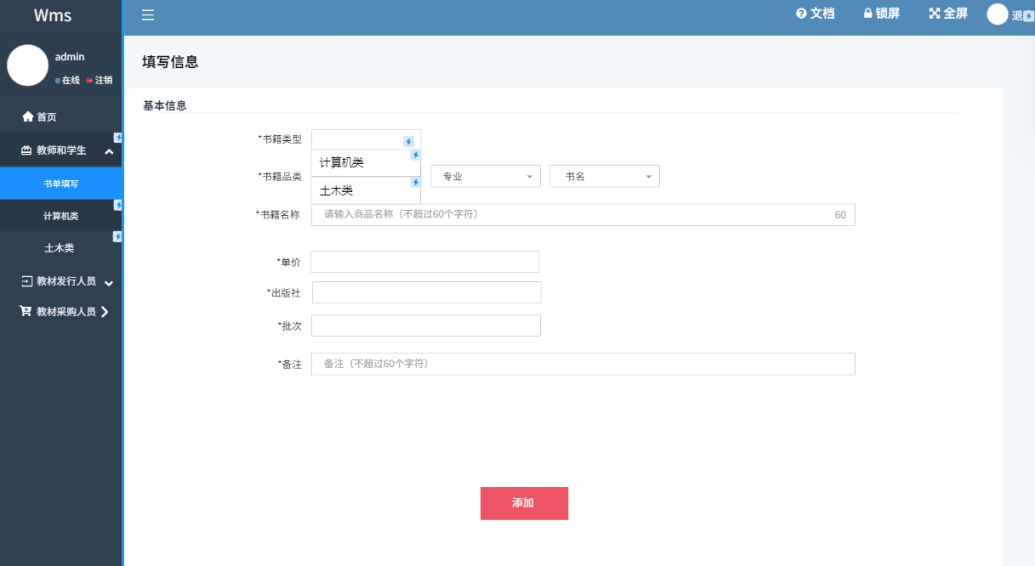 Wms
文档
锁屏
全屏
退
admin
在线
注销
首页
教师和学生
书单填写
计算机类
土木类
教材发行人员
教材采购人员
填写信息
基本信息
*书籍类型
计算机类
土木类
*书籍品类
专业
书名
*书籍名称
请输入商品名称（不超过60个字符）
60
*单价
*出版社
*批次
*备注
备注（不超过60个字符）
添加